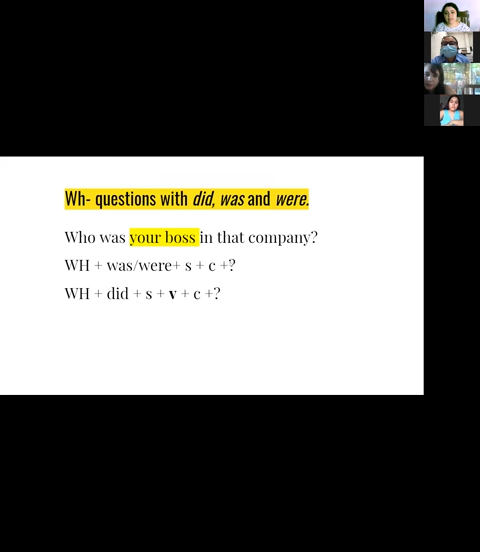 Wh- questions with did, was and were.
Who was your boss in that company?
WH + was/were+ s + c +?
WH + did + s + v + c +?